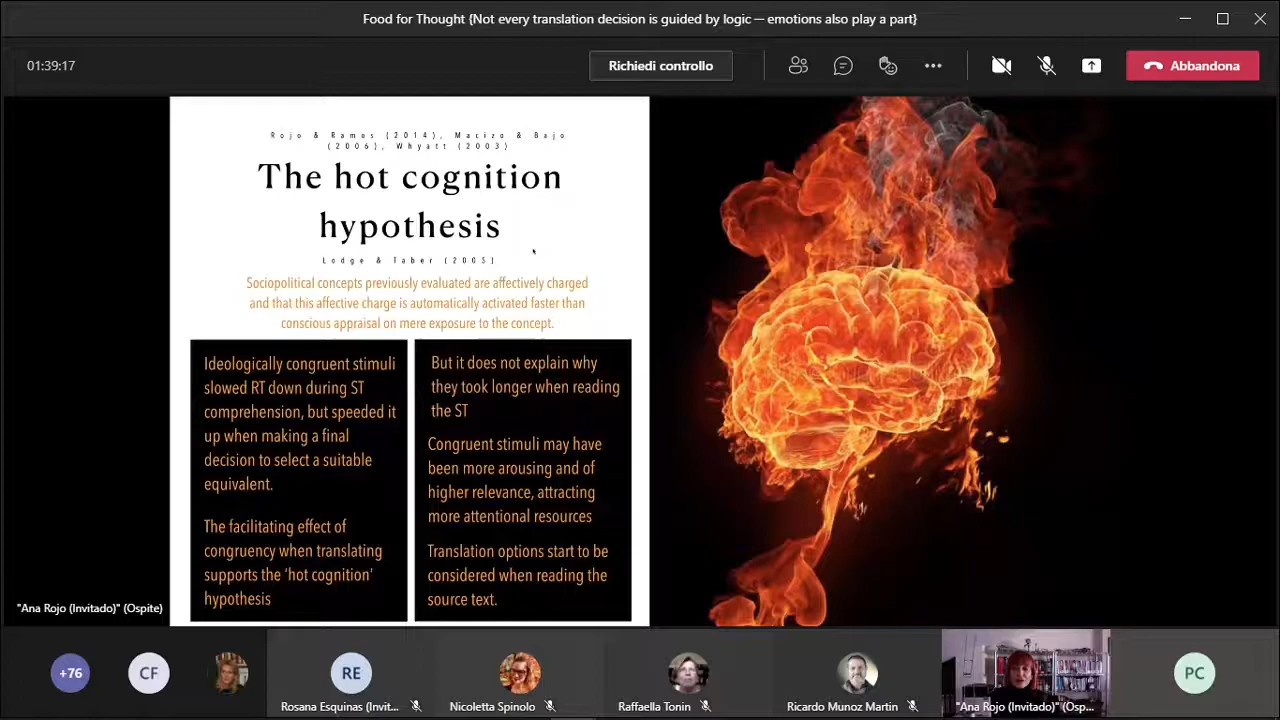 Food for Thought {Not every translation decision is guided by logic — emotions also play a part}
01:39:17
Richiedi controllo
Abbandona
Rojo & Ramos (2014), Macizo & Bajo
(2006), Whyatt (2003)
The hot cognition
hypothesis
Lodge & Taber (2005)
Sociopolitical concepts previously evaluated are affectively charged
and that this affective charge is automatically activated faster than
conscious appraisal on mere exposure to the concept.
Ideologically congruent stimuli
slowed RT down during ST
comprehension, but speeded it
up when making a final
decision to select a suitable
equivalent.
The facilitating effect of
congruency when translating
supports the ‘hot cognition’
hypothesis
But it does not explain why
they took longer when reading
the ST
Congruent stimuli may have
been more arousing and of
higher relevance, attracting
more attentional resources
Translation options start to be
considered when reading the
source text.
"Ana Rojo (Invitado)" (Ospite)
+76
CF
RE
Rosana Esquinas (Invit...
Nicoletta Spinolo
Raffaella Tonin
Ricardo Munoz Martin
"Ana Rojo (Invitado)" (Osp...
PC